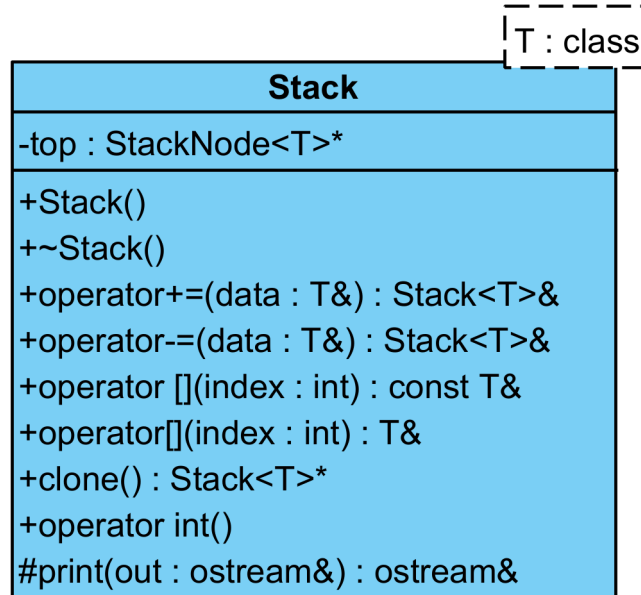 T : class
Stack
-top : StackNode<T>*
+Stack()
+~Stack()
+operator+=(data : T&) : Stack<T>&
+operator-=(data : T&) : Stack<T>&
+operator [](index : int) : const T&
+operator[](index : int) : T&
+clone() : Stack<T>*
+operator int()
#print(out : ostream&) : ostream&